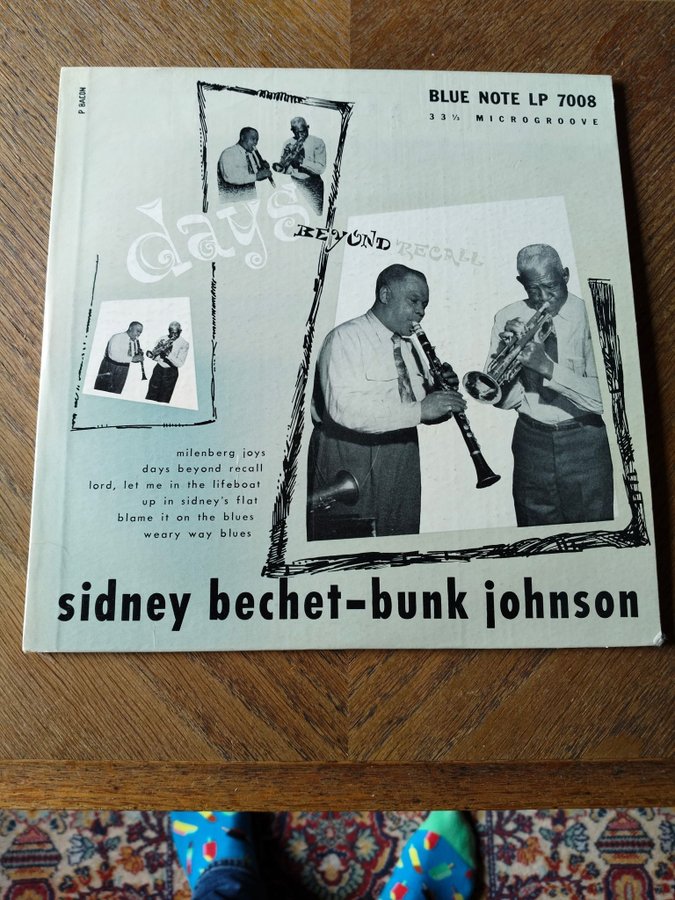 P BACON
BLUE NOTE LP 7008
33⅓ MICROGROOVE
days BEYOND RECALL
milenberg joys
days beyond recall
lord, let me in the lifeboat
up in sidney's flat
blame it on the blues
weary way blues
sidney bechet-bunk johnson